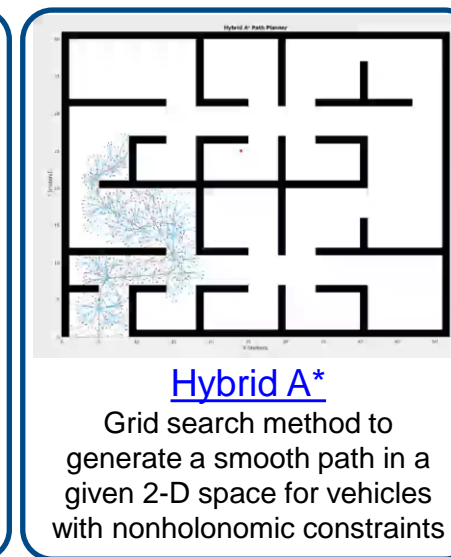 Hybrid A* Path Planner
Hybrid A*
Grid search method to
generate a smooth path in a
given 2-D space for vehicles
with nonholonomic constraints